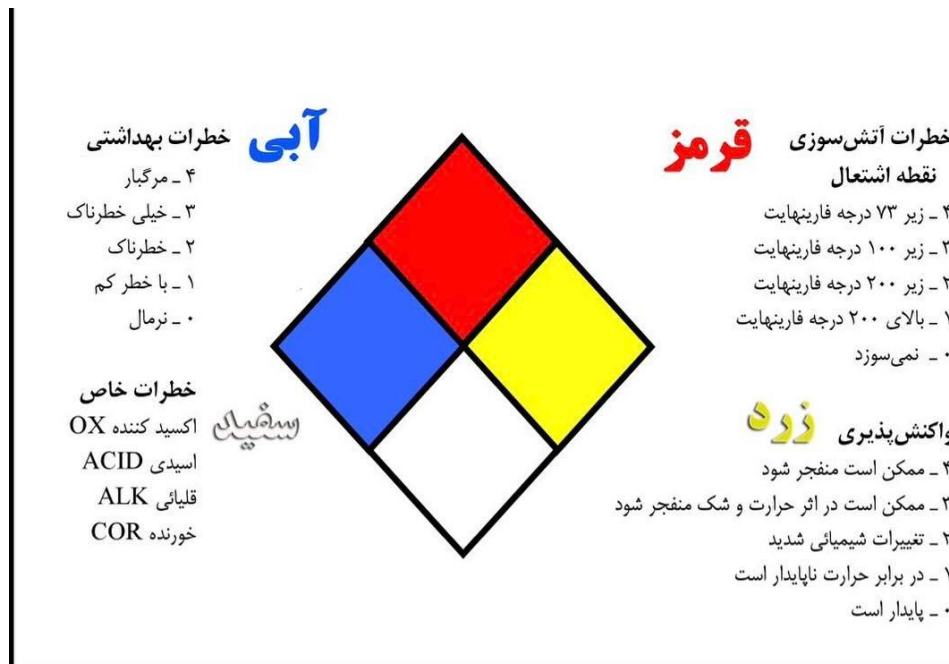 قرمز
خطرات آتش‌سوزی
نقطه اشتعال
۴ ـ زیر ۷۳ درجه فارینهایت
۳ ـ زیر ۱۰۰ درجه فارینهایت
۲ ـ زیر ۲۰۰ درجه فارینهایت
۱ ـ بالای ۲۰۰ درجه فارینهایت
۰ ـ نمی‌سوزد
زرد
واکنش‌پذیری
۴ ـ ممکن است منفجر شود
۳ ـ ممکن است در اثر حرارت و شک منفجر شود
۲ ـ تغییرات شیمیائی شدید
۱ ـ در برابر حرارت ناپایدار است
۰ ـ پایدار است
آبی
خطرات بهداشتی
۴ ـ مرگبار
۳ ـ خیلی خطرناک
۲ ـ خطرناک
۱ ـ با خطر کم
۰ ـ نرمال
سفید
خطرات خاص
اکسید کننده OX
اسیدی ACID
قلیائی ALK
خورنده COR